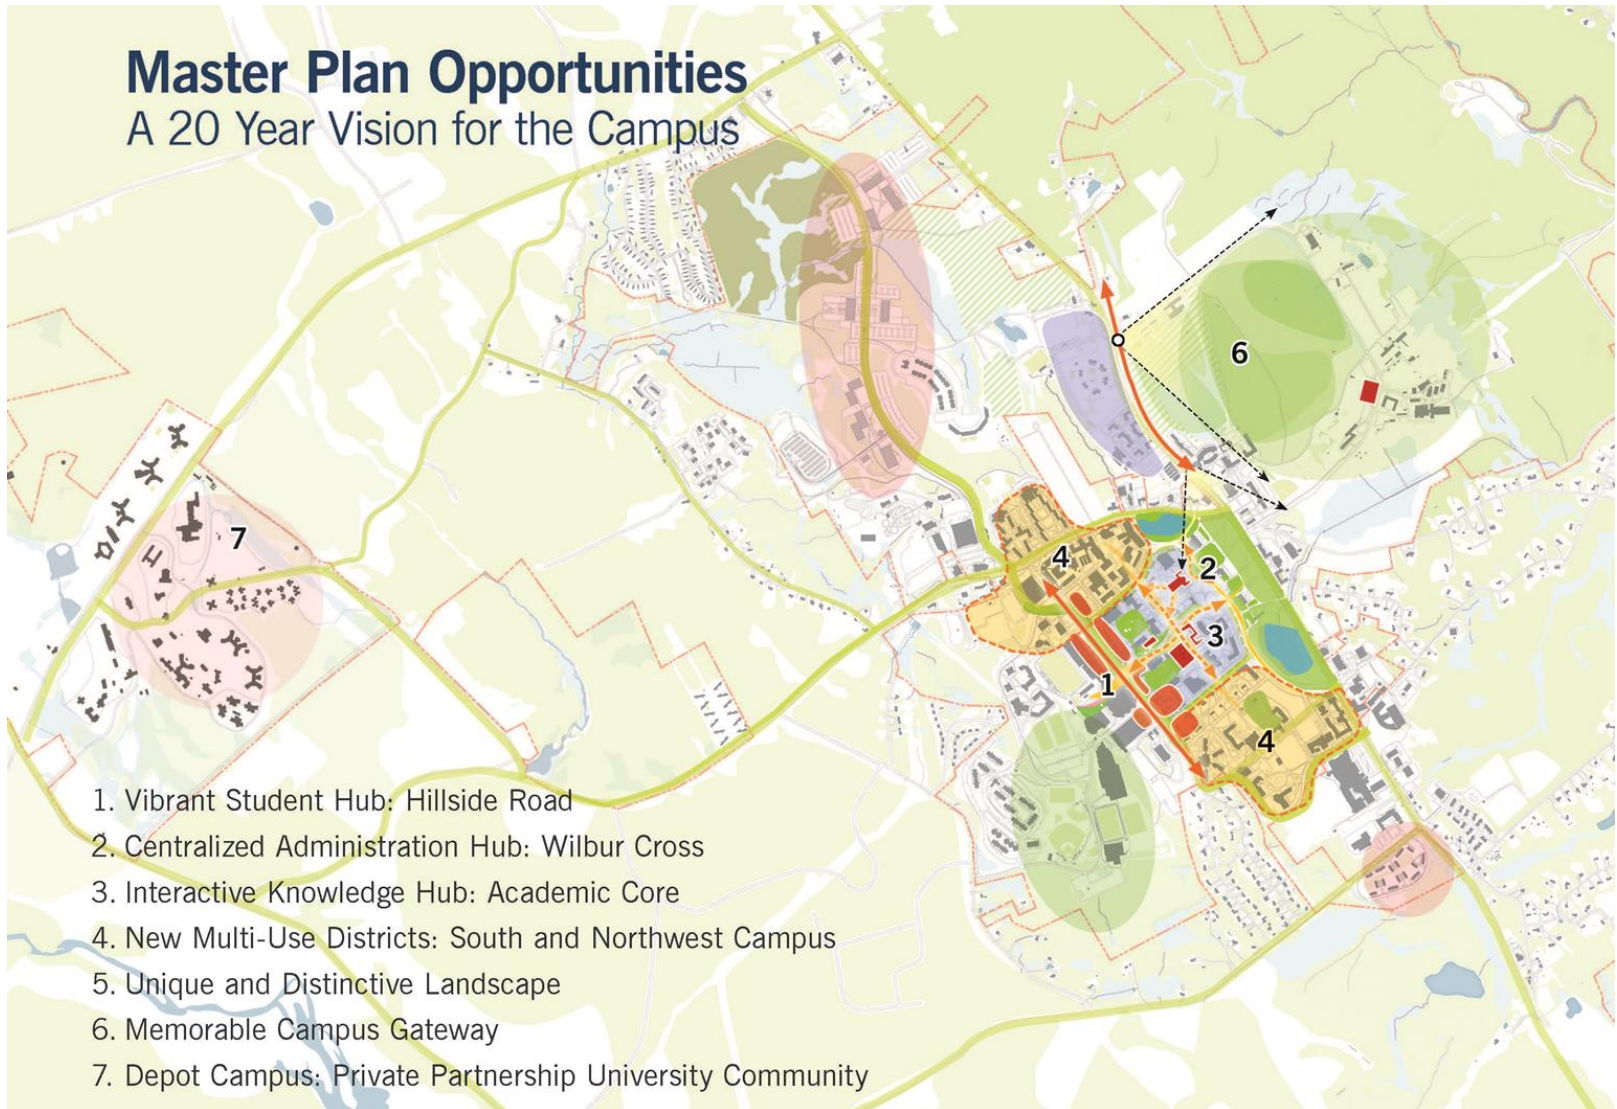 Master Plan Opportunities
A 20 Year Vision for the Campus
6
7
4
2
3
1
4
1. Vibrant Student Hub: Hillside Road
2. Centralized Administration Hub: Wilbur Cross
3. Interactive Knowledge Hub: Academic Core
4. New Multi-Use Districts: South and Northwest Campus
5. Unique and Distinctive Landscape
6. Memorable Campus Gateway
7. Depot Campus: Private Partnership University Community